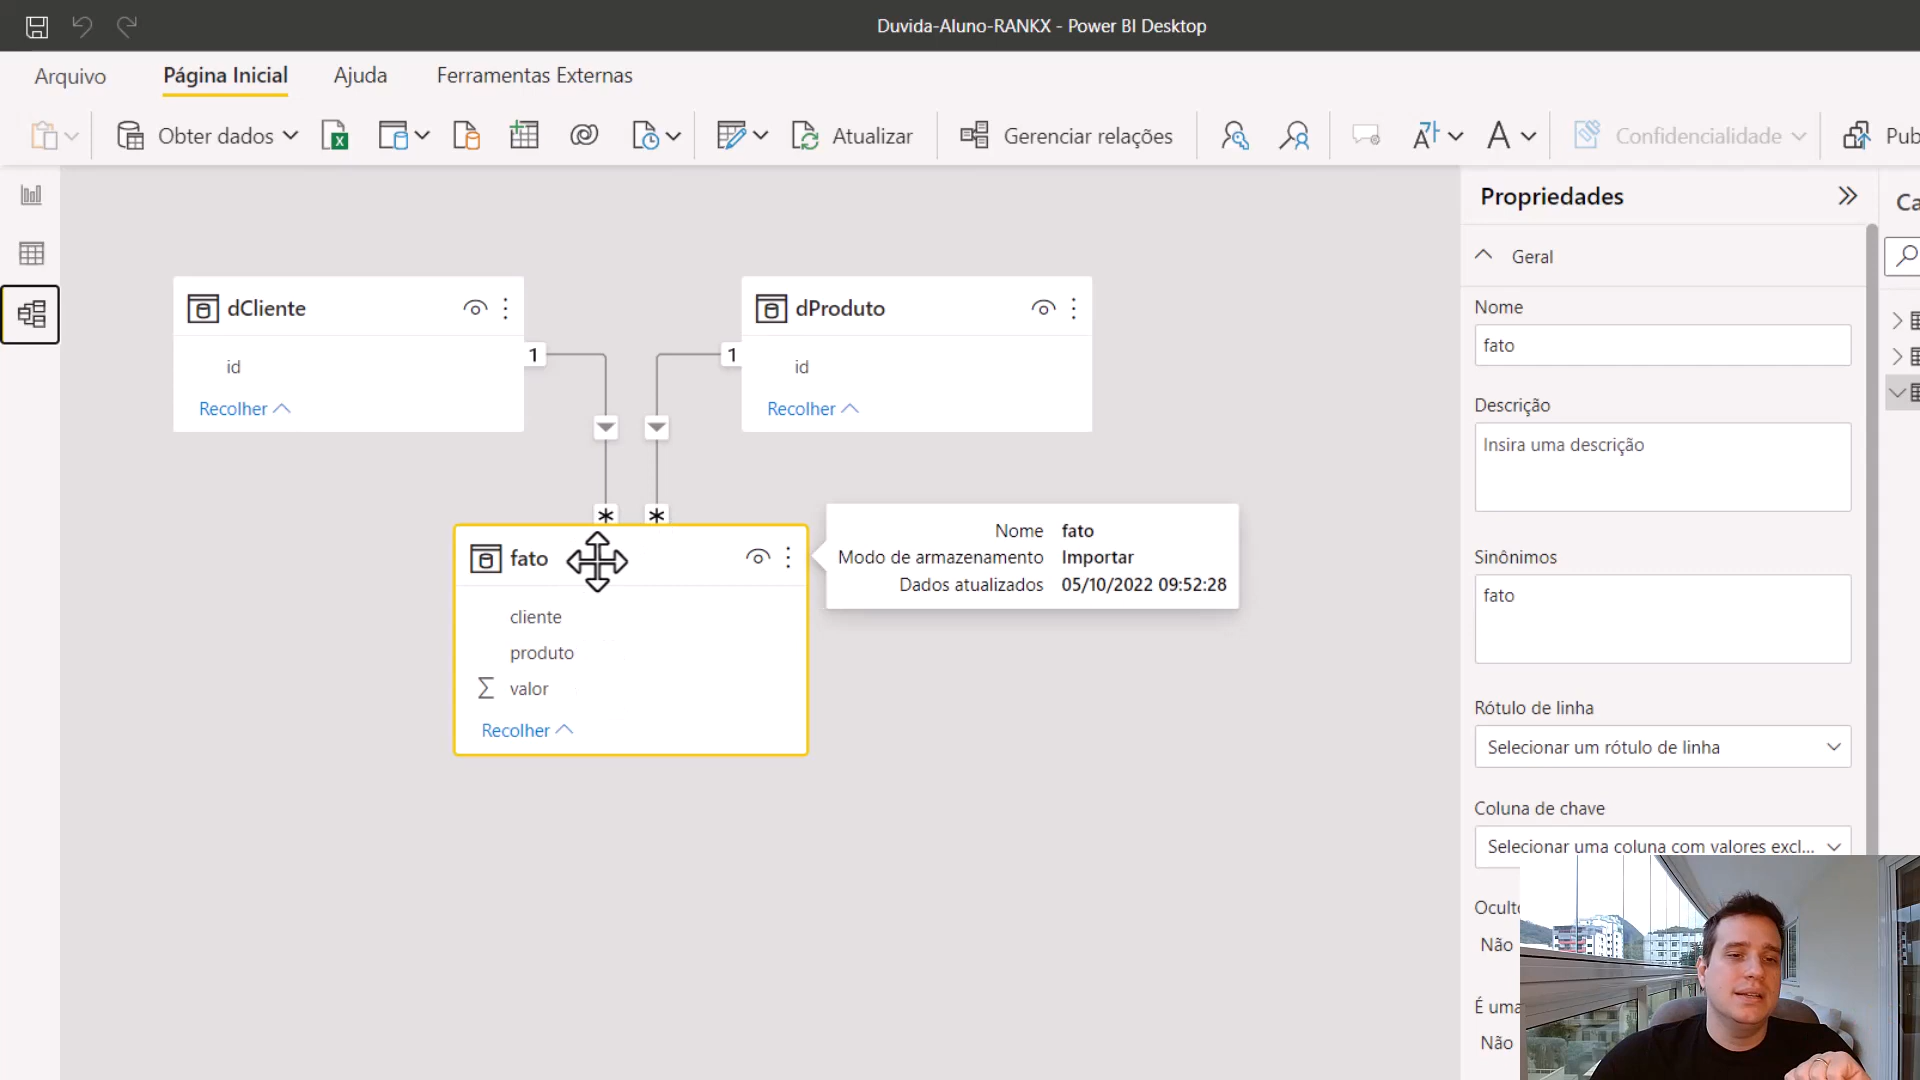 Duvida-Aluno-RANKX - Power BI Desktop
Arquivo
Página Inicial
Ajuda
Ferramentas Externas
Obter dados
Atualizar
Gerenciar relações
Confidencialidade
Pub
Propriedades
Ca
Geral
Nome
fato
Descrição
Insira uma descrição
Sinônimos
fato
Rótulo de linha
Selecionar um rótulo de linha
Coluna de chave
Selecionar uma coluna com valores excl...
Não
É uma
Não
dCliente
id
Recolher
dProduto
id
Recolher
1
1
*
*
fato
cliente
produto
valor
Recolher
Nome fato
Modo de armazenamento Importar
Dados atualizados 05/10/2022 09:52:28